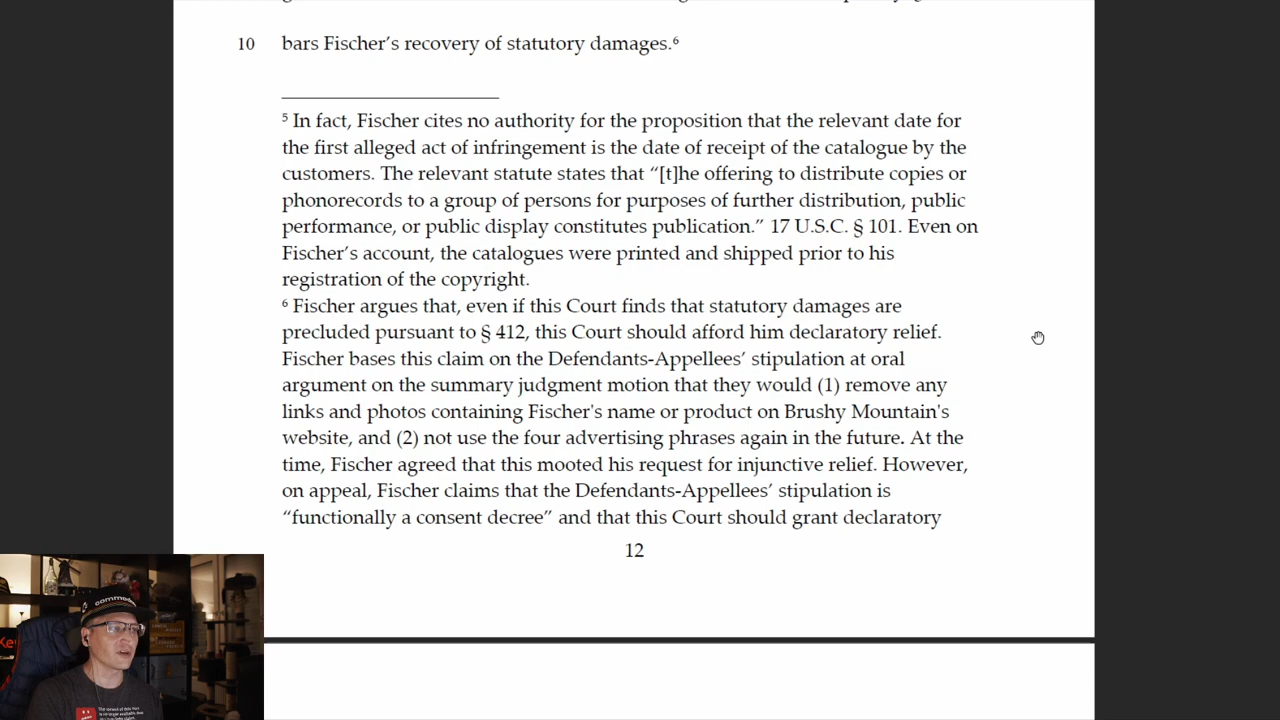 10 bars Fischer’s recovery of statutory damages.⁶
⁵ In fact, Fischer cites no authority for the proposition that the relevant date for
the first alleged act of infringement is the date of receipt of the catalogue by the
customers. The relevant statute states that “[t]he offering to distribute copies or
phonorecords to a group of persons for purposes of further distribution, public
performance, or public display constitutes publication.” 17 U.S.C. § 101. Even on
Fischer’s account, the catalogues were printed and shipped prior to his
registration of the copyright.
⁶ Fischer argues that, even if this Court finds that statutory damages are
precluded pursuant to § 412, this Court should afford him declaratory relief.
Fischer bases this claim on the Defendants-Appellees’ stipulation at oral
argument on the summary judgment motion that they would (1) remove any
links and photos containing Fischer's name or product on Brushy Mountain's
website, and (2) not use the four advertising phrases again in the future. At the
time, Fischer agreed that this mooted his request for injunctive relief. However,
on appeal, Fischer claims that the Defendants-Appellees’ stipulation is
“functionally a consent decree” and that this Court should grant declaratory
12